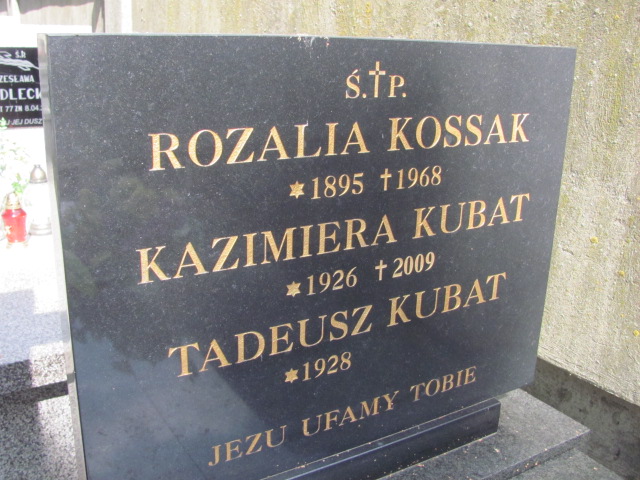 Ś.†P.
ROZALIA KOSSAK
✡1895 †1968
KAZIMIERA KUBAT
✡1926 †2009
TADEUSZ KUBAT
✡1928
JEZU UFAMY TOBIE